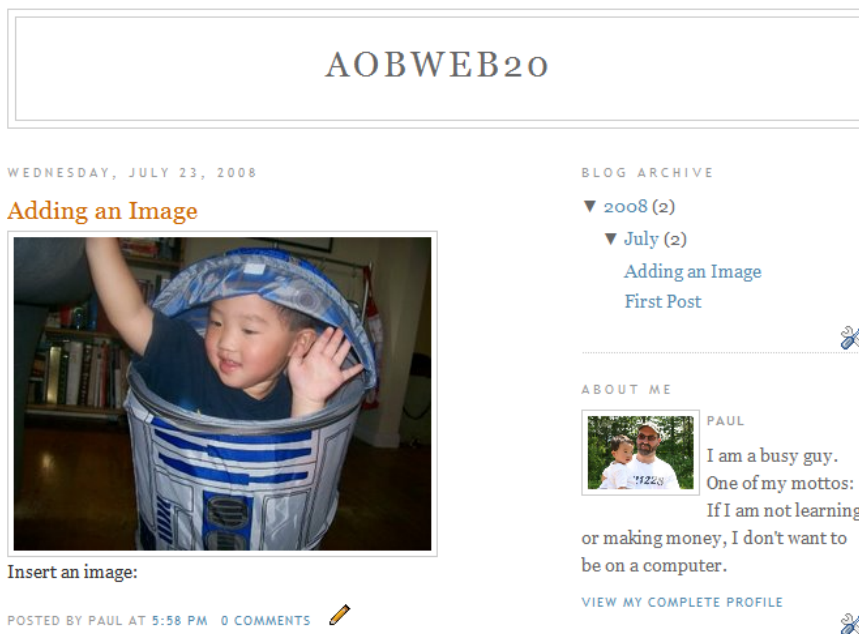 AOBWEB20
WEDNESDAY, JULY 23, 2008
Adding an Image
Insert an image:
POSTED BY PAUL AT 5:58 PM 0 COMMENTS
BLOG ARCHIVE
▼ 2008 (2)
▼ July (2)
Adding an Image
First Post
ABOUT ME
PAUL
I am a busy guy.
One of my mottos:
If I am not learning
or making money, I don't want to
be on a computer.
VIEW MY COMPLETE PROFILE